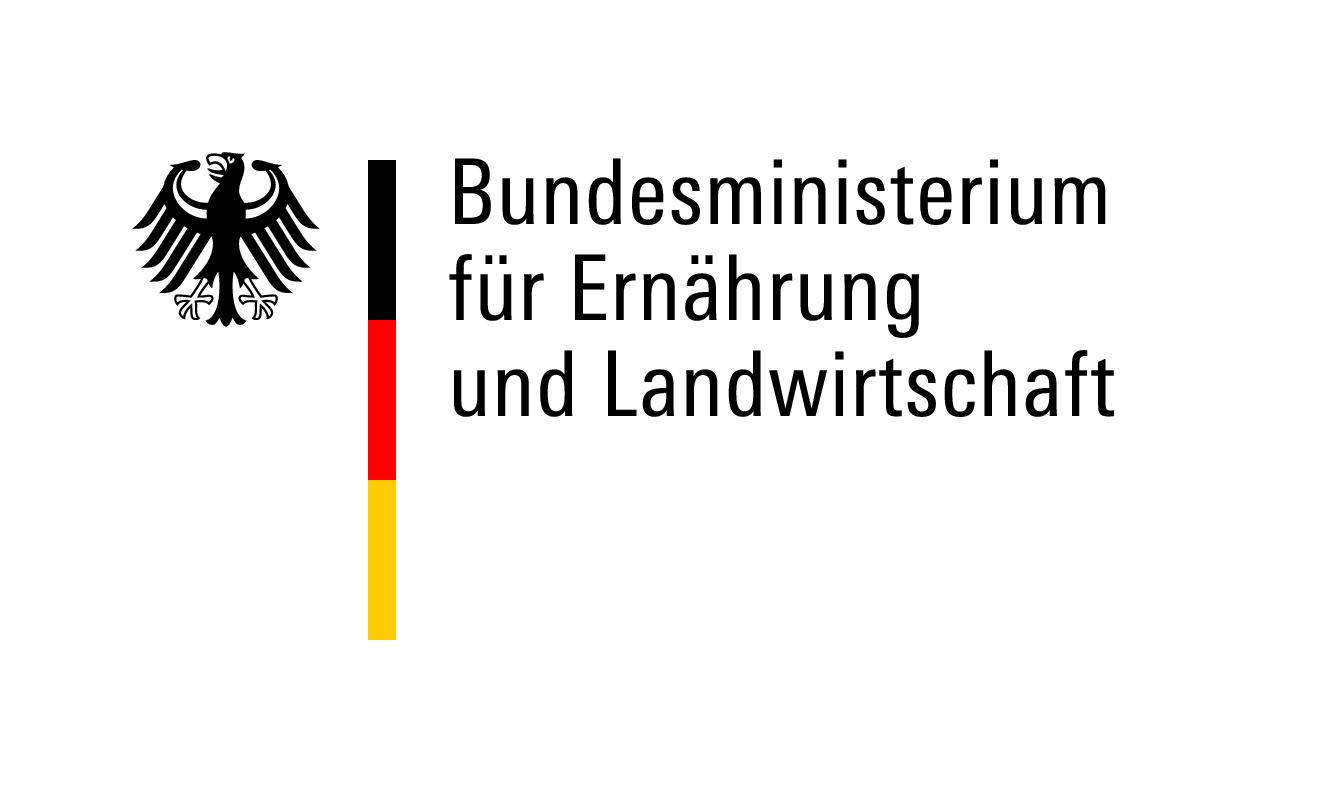 Bundesministerium
für Ernährung
und Landwirtschaft